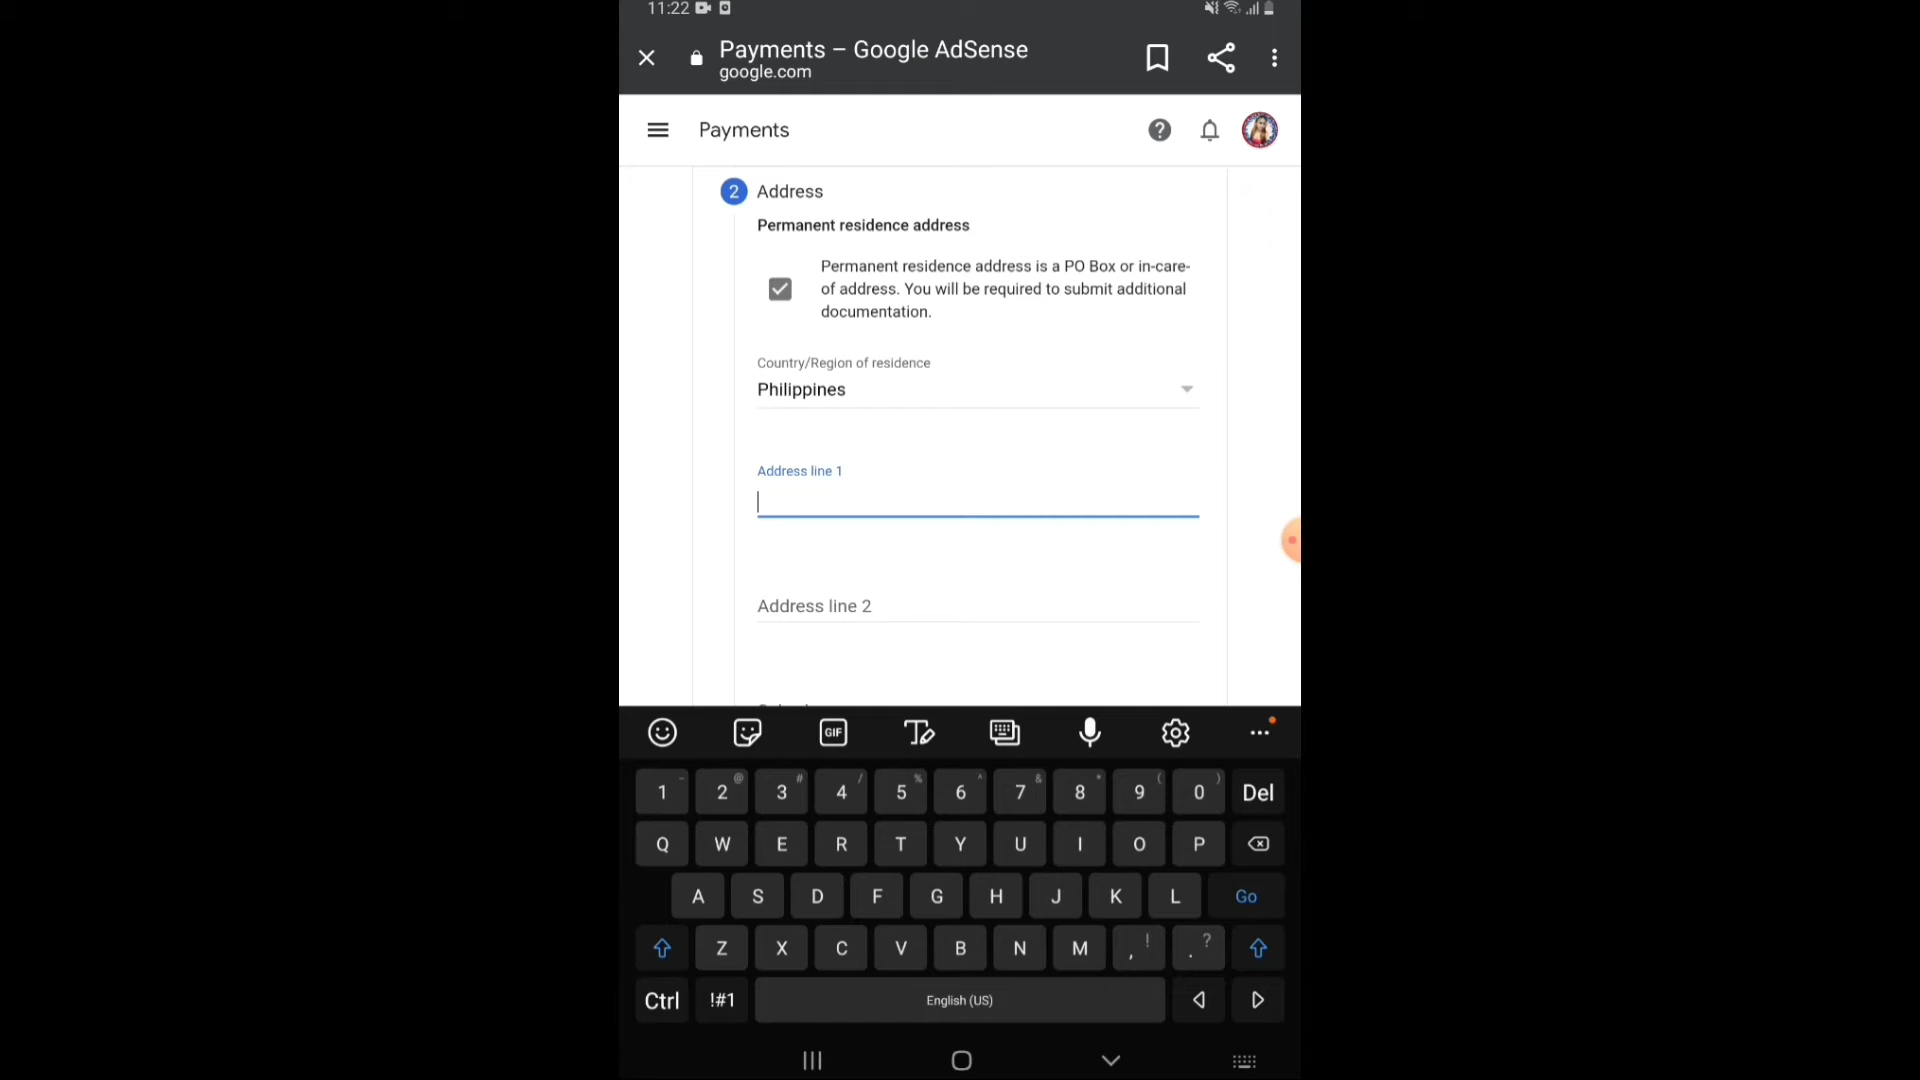 11:22
Payments – Google AdSense
google.com
Payments
2 Address
Permanent residence address
Permanent residence address is a PO Box or in-care-
of address. You will be required to submit additional
documentation.
Country/Region of residence
Philippines
Address line 1
Address line 2
GIF
1 - 2 @ 3 # 4 / 5 % 6 ^ 7 & 8 * 9 ( 0 ) Del
Q W E R T Y U I O P
A S D F G H J K L Go
Z X C V B N M , ! . ?
Ctrl !#1 English (US)